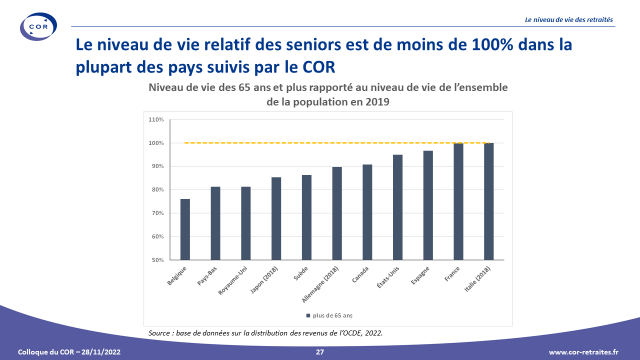 COR
Le niveau de vie des retraités
Le niveau de vie relatif des seniors est de moins de 100% dans la
plupart des pays suivis par le COR
Niveau de vie des 65 ans et plus rapporté au niveau de vie de l'ensemble
de la population en 2019
110%
100%
90%
80%
70%
60%
50%
Belgique
Pays-Bas
Royaume-Uni
Japon (2018)
Suède
Allemagne (2018)
Canada
États-Unis
Espagne
France
Italie (2018)
plus de 65 ans
Source : base de données sur la distribution des revenus de l'OCDE, 2022.
Colloque du COR – 28/11/2022
27
www.cor-retraites.fr